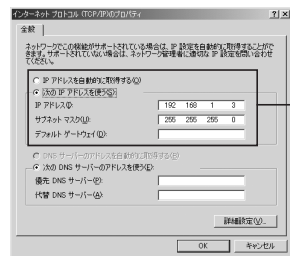 インターネット プロトコル (TCP/IP)のプロパティ
? ×
全般
ネットワークでこの機能がサポートされている場合は、IP 設定を自動的に取得することがで
きます。サポートされていない場合は、ネットワーク管理者に適切な IP 設定を問い合わせ
てください。
IP アドレスを自動的に取得する(O)
次の IP アドレスを使う(S):
IP アドレス(I): 192 168 1 3
サブネット マスク(U): 255 255 255 0
デフォルト ゲートウェイ(D):
DNS サーバーのアドレスを自動的に取得する(B)
次の DNS サーバーのアドレスを使う(E):
優先 DNS サーバー(P):
代替 DNS サーバー(A):
詳細設定(V)...
OK キャンセル